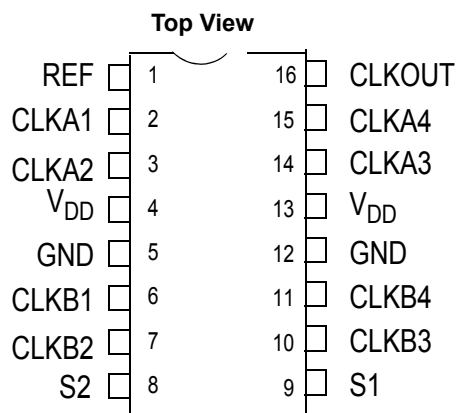 Top View
REF 1 16 CLKOUT
CLKA1 2 15 CLKA4
CLKA2 3 14 CLKA3
VDD 4 13 VDD
GND 5 12 GND
CLKB1 6 11 CLKB4
CLKB2 7 10 CLKB3
S2 8 9 S1